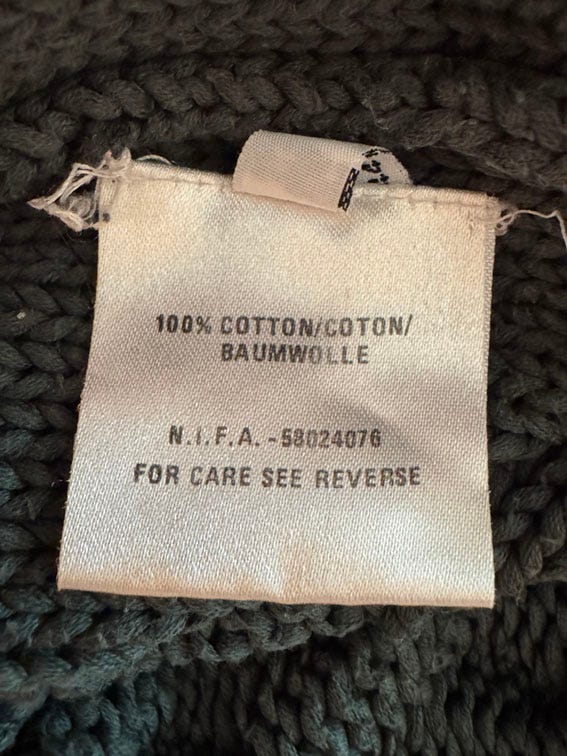 100% COTTON/COTON/
BAUMWOLLE
N.I.F.A.-58024076
FOR CARE SEE REVERSE